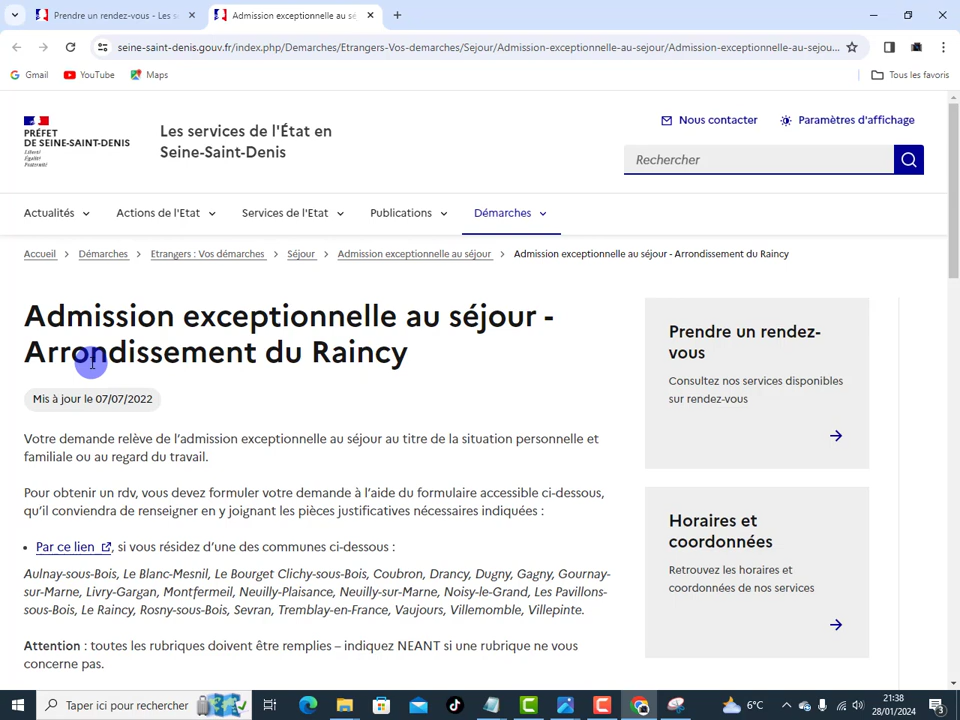 Prendre un rendez-vous - Les s
Admission exceptionnelle au sé
seine-saint-denis.gouv.fr/index.php/Demarches/Etrangers-Vos-demarches/Sejour/Admission-exceptionnelle-au-sejour/Admission-exceptionnelle-au-sejou...
Gmail
YouTube
Maps
Tous les favoris
PRÉFET
DE SEINE-SAINT-DENIS
Liberté
Égalité
Fraternité
Les services de l'État en
Seine-Saint-Denis
Nous contacter
Paramètres d'affichage
Rechercher
Actualités
Actions de l'Etat
Services de l'Etat
Publications
Démarches
Accueil > Démarches > Etrangers : Vos démarches > Séjour > Admission exceptionnelle au séjour > Admission exceptionnelle au séjour - Arrondissement du Raincy
Admission exceptionnelle au séjour -
Arrondissement du Raincy
Mis à jour le 07/07/2022
Votre demande relève de l'admission exceptionnelle au séjour au titre de la situation personnelle et
familiale ou au regard du travail.
Pour obtenir un rdv, vous devez formuler votre demande à l'aide du formulaire accessible ci-dessous,
qu'il conviendra de renseigner en y joignant les pièces justificatives nécessaires indiquées :
• Par ce lien , si vous résidez d'une des communes ci-dessous :
Aulnay-sous-Bois, Le Blanc-Mesnil, Le Bourget Clichy-sous-Bois, Coubron, Drancy, Dugny, Gagny, Gournay-
sur-Marne, Livry-Gargan, Montfermeil, Neuilly-Plaisance, Neuilly-sur-Marne, Noisy-le-Grand, Les Pavillons-
sous-Bois, Le Raincy, Rosny-sous-Bois, Sevran, Tremblay-en-France, Vaujours, Villemomble, Villepinte.
Attention : toutes les rubriques doivent être remplies – indiquez NEANT si une rubrique ne vous
concerne pas.
Prendre un rendez-
vous
Consultez nos services disponibles
sur rendez-vous
Horaires et
coordonnées
Retrouvez les horaires et
coordonnées de nos services
Taper ici pour rechercher
6°C
21:38
28/01/2024
3